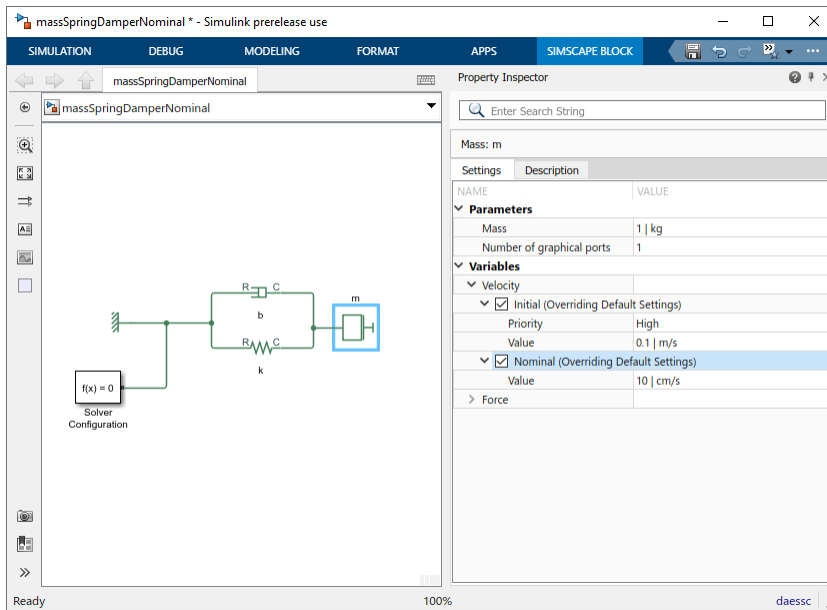 massSpringDamperNominal * - Simulink prerelease use
SIMULATION DEBUG MODELING FORMAT APPS SIMSCAPE BLOCK
massSpringDamperNominal
massSpringDamperNominal
R C
b
R C
k
m
f(x) = 0
Solver
Configuration
Property Inspector
Enter Search String
Mass: m
Settings Description
NAME VALUE
Parameters
Mass 1 | kg
Number of graphical ports 1
Variables
Velocity
Initial (Overriding Default Settings)
Priority High
Value 0.1 | m/s
Nominal (Overriding Default Settings)
Value 10 | cm/s
Force
Ready 100% daessc